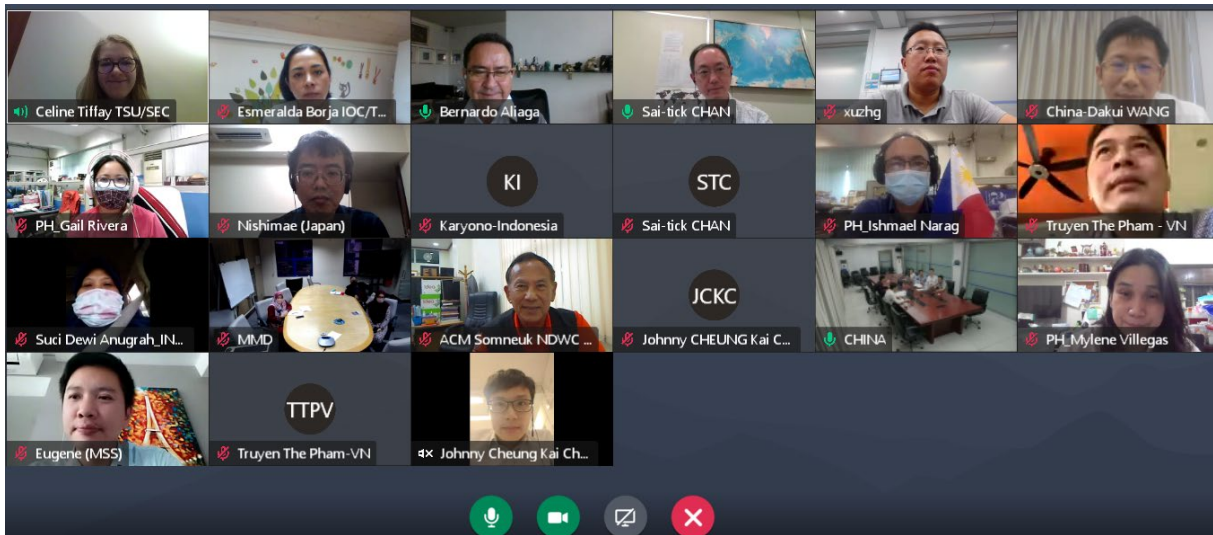 Celine Tiffay TSU/SEC
Esmeralda Borja IOC/T...
Bernardo Aliaga
Sai-tick CHAN
xuzhg
China-Dakui WANG
PH_Gail Rivera
Nishimae (Japan)
KI
Karyono-Indonesia
STC
Sai-tick CHAN
PH_Ishmael Narag
Truyen The Pham - VN
Suci Dewi Anugrah_IN...
MMD
ACM Somneuk NDWC ...
JCKC
Johnny CHEUNG Kai C...
CHINA
PH_Mylene Villegas
Eugene (MSS)
TTPV
Truyen The Pham-VN
Johnny Cheung Kai Ch...